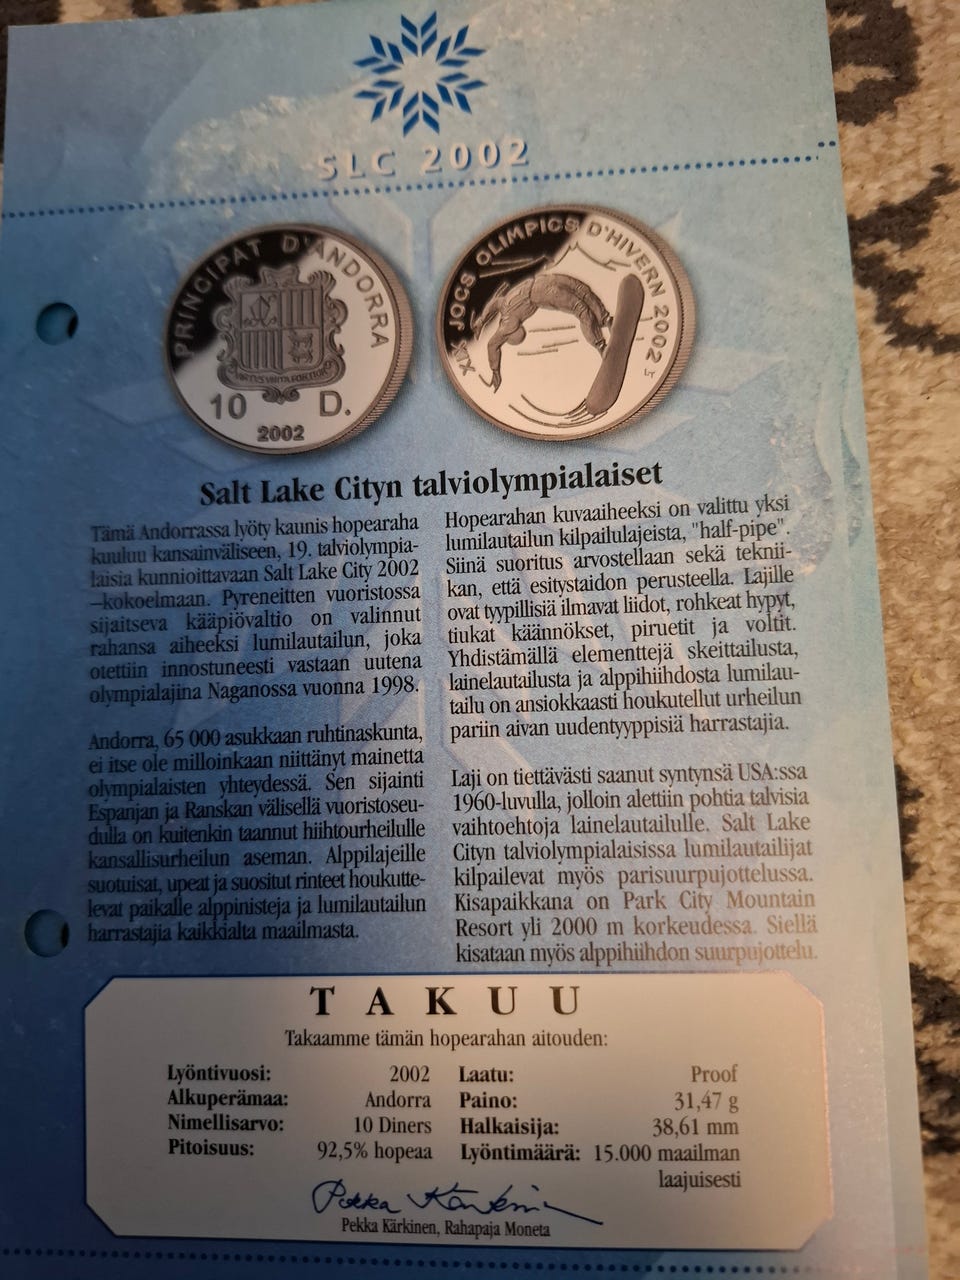 SLC 2002
PRINCIPAT D'ANDORRA
VIRTVS VNITA FORTIOR
10 D.
2002
XIX JOCS OLIMPICS D'HIVERN 2002
LT
Salt Lake Cityn talviolympialaiset
Tämä Andorrassa lyöty kaunis hopearaha
kuuluu kansainväliseen, 19. talviolympia-
laisia kunnioittavaan Salt Lake City 2002
–kokoelmaan. Pyreneitten vuoristossa
sijaitseva kääpiövaltio on valinnut
rahansa aiheeksi lumilautailun, joka
otettiin innostuneesti vastaan uutena
olympialajina Naganossa vuonna 1998.
Andorra, 65 000 asukkaan ruhtinaskunta,
ei itse ole milloinkaan niittänyt mainetta
olympialaisten yhteydessä. Sen sijainti
Espanjan ja Ranskan välisellä vuoristoseu-
dulla on kuitenkin taannut hiihtourheilulle
kansallisurheilun aseman. Alppilajeille
suotuisat, upeat ja suositut rinteet houkutte-
levat paikalle alppinisteja ja lumilautailun
harrastajia kaikkialta maailmasta.
Hopearahan kuvaaiheeksi on valittu yksi
lumilautailun kilpailulajeista, "half-pipe".
Siinä suoritus arvostellaan sekä teknii-
kan, että esitystaidon perusteella. Lajille
ovat tyypillisiä ilmavat liidot, rohkeat hypyt,
tiukat käännökset, piruetit ja voltit.
Yhdistämällä elementtejä skeittailusta,
lainelautailusta ja alppihiihdosta lumilau-
tailu on ansiokkaasti houkutellut urheilun
pariin aivan uudentyyppisiä harrastajia.
Laji on tiettävästi saanut syntynsä USA:ssa
1960-luvulla, jolloin alettiin pohtia talvisia
vaihtoehtoja lainelautailulle. Salt Lake
Cityn talviolympialaisissa lumilautailijat
kilpailevat myös parisuurpujottelussa.
Kisapaikkana on Park City Mountain
Resort yli 2000 m korkeudessa. Siellä
kisataan myös alppihiihdon suurpujottelu.
TAKUU
Takaamme tämän hopearahan aitouden:
Lyöntivuosi: 2002 Laatu: Proof
Alkuperämaa: Andorra Paino: 31,47 g
Nimellisarvo: 10 Diners Halkaisija: 38,61 mm
Pitoisuus: 92,5% hopeaa Lyöntimäärä: 15.000 maailman
laajuisesti
Pekka Kärkinen
Pekka Kärkinen, Rahapaja Moneta